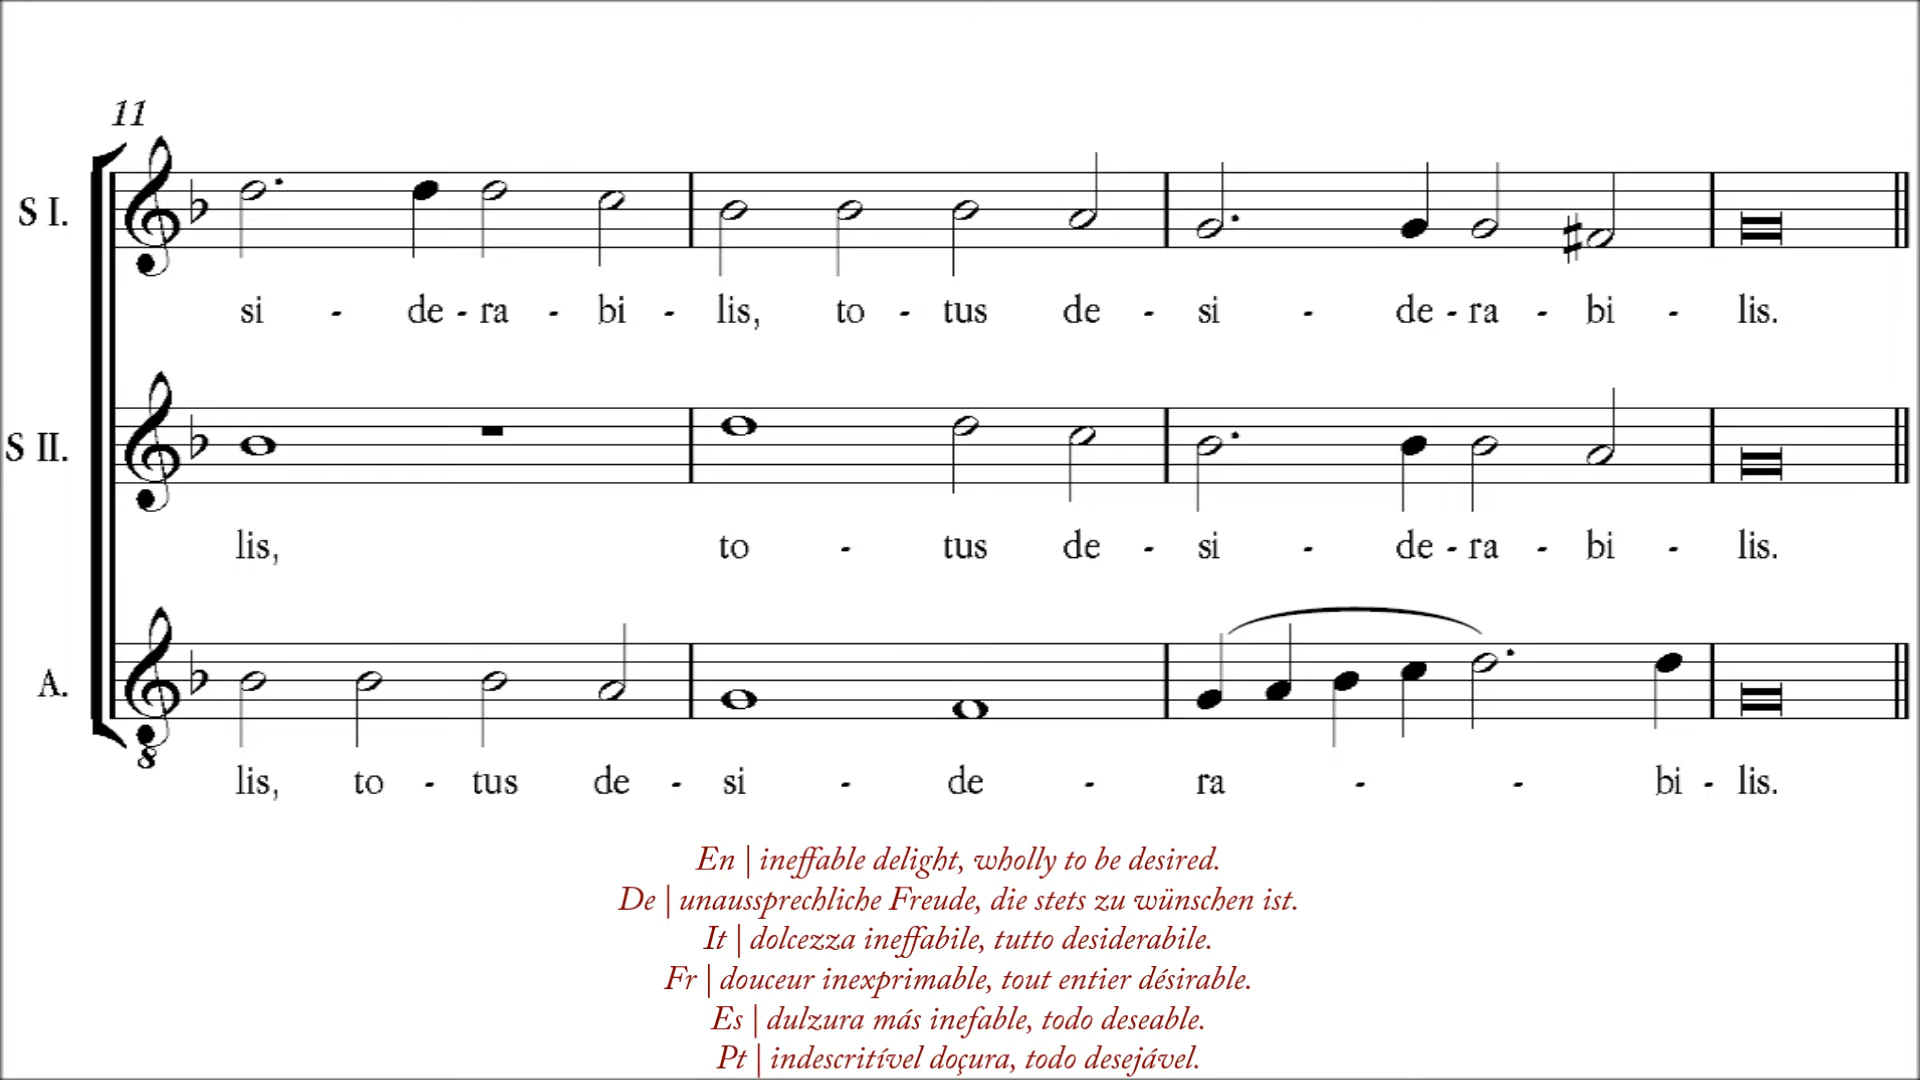 11
S I.
si - de - ra - bi - lis, to - tus de - si - de - ra - bi - lis.
S II.
lis, to - tus de - si - de - ra - bi - lis.
A.
8
lis, to - tus de - si - de - ra - - bi - lis.
En | ineffable delight, wholly to be desired.
De | unaussprechliche Freude, die stets zu wünschen ist.
It | dolcezza ineffabile, tutto desiderabile.
Fr | douceur inexprimable, tout entier désirable.
Es | dulzura más inefable, todo deseable.
Pt | indescritível doçura, todo desejável.